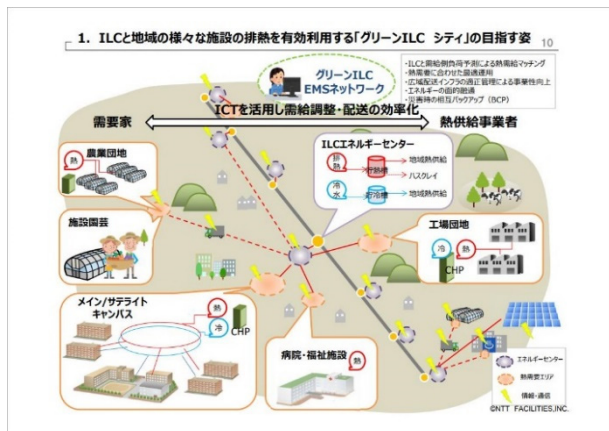 1. ILCと地域の様々な施設の排熱を有効利用する「グリーンILC シティ」の目指す姿
10
グリーンILC
EMSネットワーク
・ILCと需給側負荷予測による熱需給マッチング
・熱需要に合わせた最適運用
・広域配送インフラの適正管理による事業性向上
・エネルギーの面的融通
・災害時の相互バックアップ（BCP）
ICTを活用し需給調整・配送の効率化
需要家
熱供給事業者
農業団地
熱
ILCエネルギーセンター
排熱
貯熱槽
地域熱供給
ハスクレイ
冷水
貯冷槽
地域熱供給
施設園芸
工場団地
冷
熱
CHP
メイン/サテライト
キャンパス
熱
冷
CHP
病院・福祉施設
熱
エネルギーセンター
熱需要エリア
情報・通信
©NTT FACILITIES,INC.